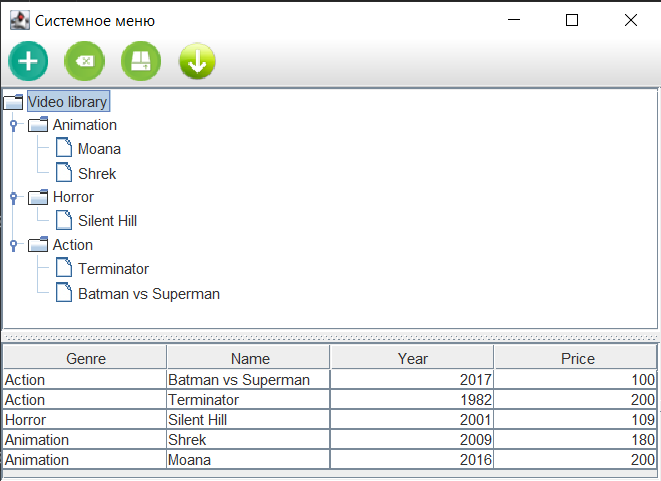 Системное меню
Video library
Animation
Moana
Shrek
Horror
Silent Hill
Action
Terminator
Batman vs Superman
Genre Name Year Price
Action Batman vs Superman 2017 100
Action Terminator 1982 200
Horror Silent Hill 2001 109
Animation Shrek 2009 180
Animation Moana 2016 200